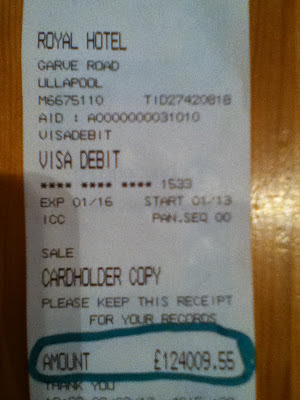 ROYAL HOTEL
GARVE ROAD
ULLAPOOL
M6675110 TID27420818
AID : A0000000031010
VISADEBIT
VISA DEBIT
**** **** **** 1533
EXP 01/16 START 01/13
ICC PAN.SEQ 00
SALE
CARDHOLDER COPY
PLEASE KEEP THIS RECEIPT
FOR YOUR RECORDS
AMOUNT £124009.55
THANK YOU